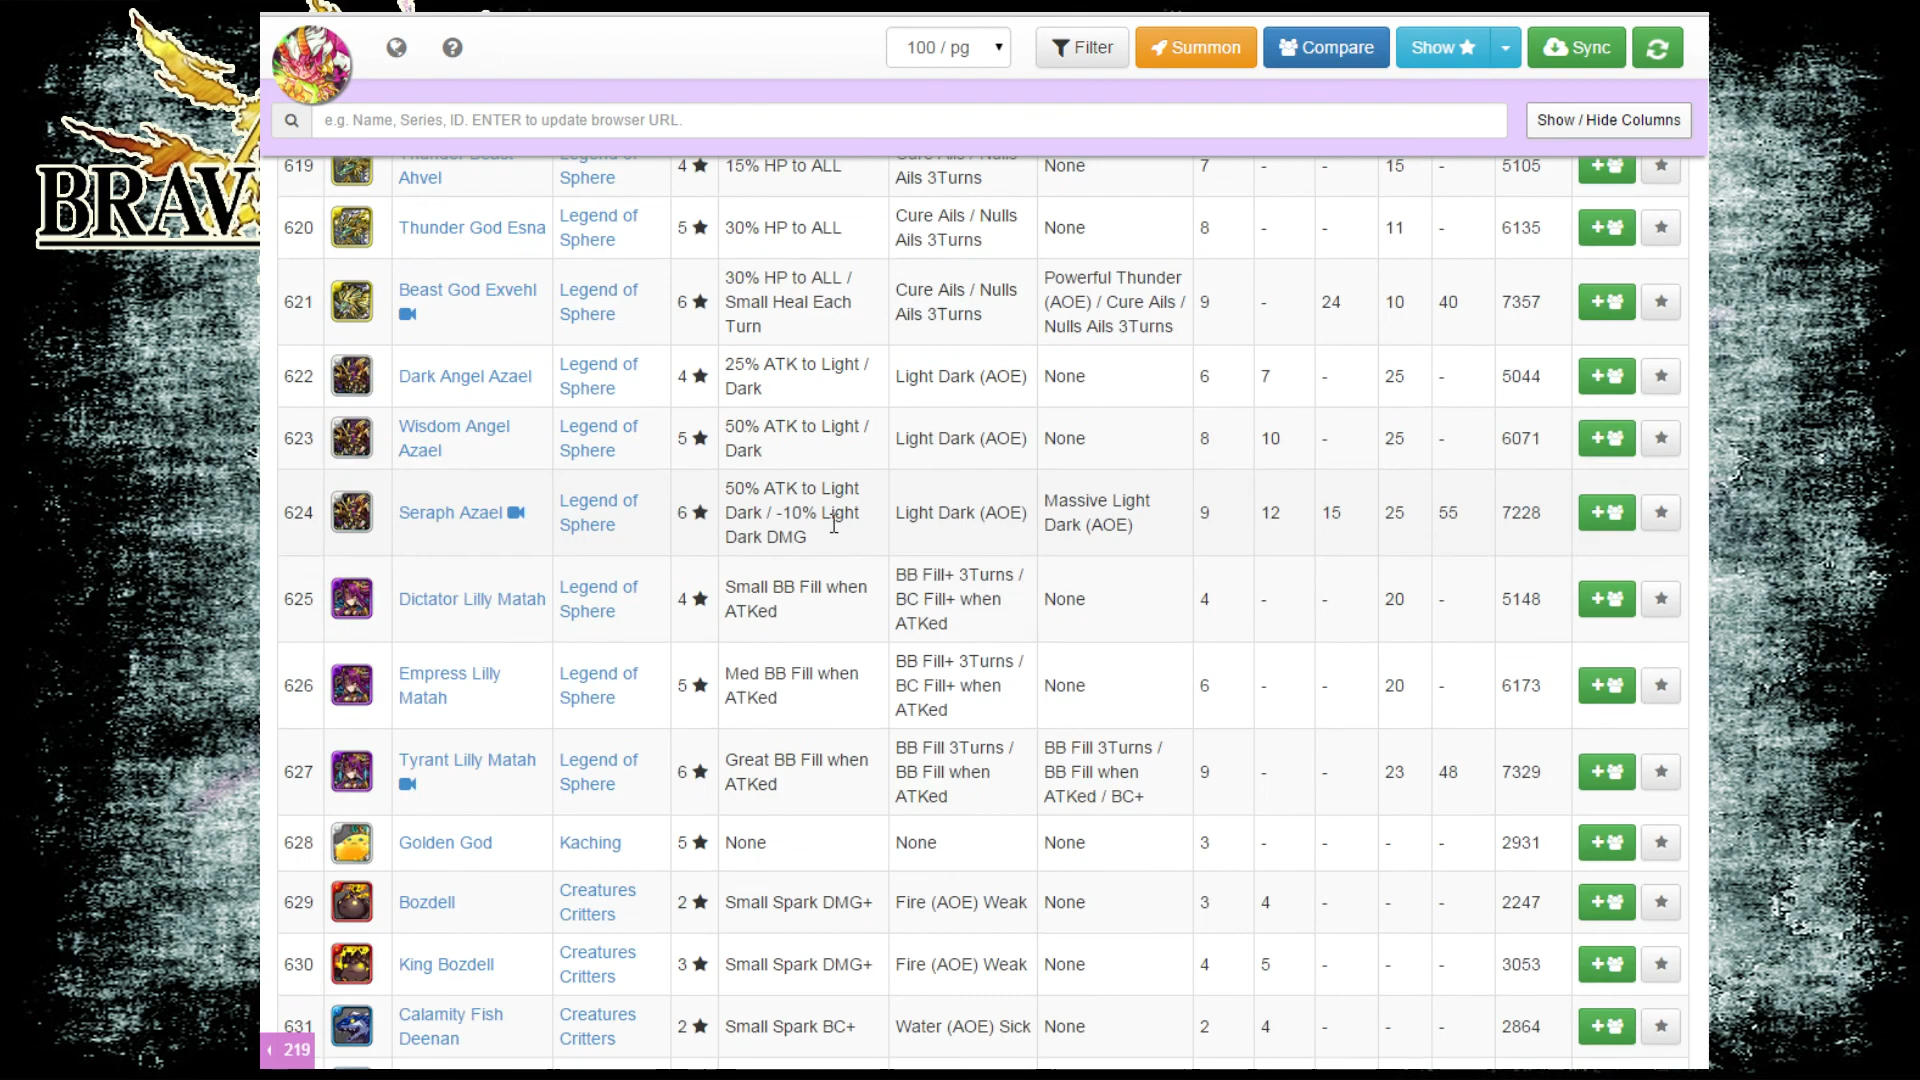 BRAV
100 / pg
Filter
Summon
Compare
Show
Sync
e.g. Name, Series, ID. ENTER to update browser URL.
Show / Hide Columns
619 Ahvel Sphere 4 15% HP to ALL Ails 3Turns None 7 - - 15 - 5105
620 Thunder God Esna Legend of Sphere 5 30% HP to ALL Cure Ails / Nulls Ails 3Turns None 8 - - 11 - 6135
621 Beast God Exvehl Legend of Sphere 6 30% HP to ALL / Small Heal Each Turn Cure Ails / Nulls Ails 3Turns Powerful Thunder (AOE) / Cure Ails / Nulls Ails 3Turns 9 - 24 10 40 7357
622 Dark Angel Azael Legend of Sphere 4 25% ATK to Light / Dark Light Dark (AOE) None 6 7 - 25 - 5044
623 Wisdom Angel Azael Legend of Sphere 5 50% ATK to Light / Dark Light Dark (AOE) None 8 10 - 25 - 6071
624 Seraph Azael Legend of Sphere 6 50% ATK to Light Dark / -10% Light Dark DMG Light Dark (AOE) Massive Light Dark (AOE) 9 12 15 25 55 7228
625 Dictator Lilly Matah Legend of Sphere 4 Small BB Fill when ATKed BB Fill+ 3Turns / BC Fill+ when ATKed None 4 - - 20 - 5148
626 Empress Lilly Matah Legend of Sphere 5 Med BB Fill when ATKed BB Fill+ 3Turns / BC Fill+ when ATKed None 6 - - 20 - 6173
627 Tyrant Lilly Matah Legend of Sphere 6 Great BB Fill when ATKed BB Fill 3Turns / BB Fill when ATKed BB Fill 3Turns / BB Fill when ATKed / BC+ 9 - - 23 48 7329
628 Golden God Kaching 5 None None None 3 - - - - 2931
629 Bozdell Creatures Critters 2 Small Spark DMG+ Fire (AOE) Weak None 3 4 - - - 2247
630 King Bozdell Creatures Critters 3 Small Spark DMG+ Fire (AOE) Weak None 4 5 - - - 3053
631 Calamity Fish Deenan Creatures Critters 2 Small Spark BC+ Water (AOE) Sick None 2 4 - - - 2864
219